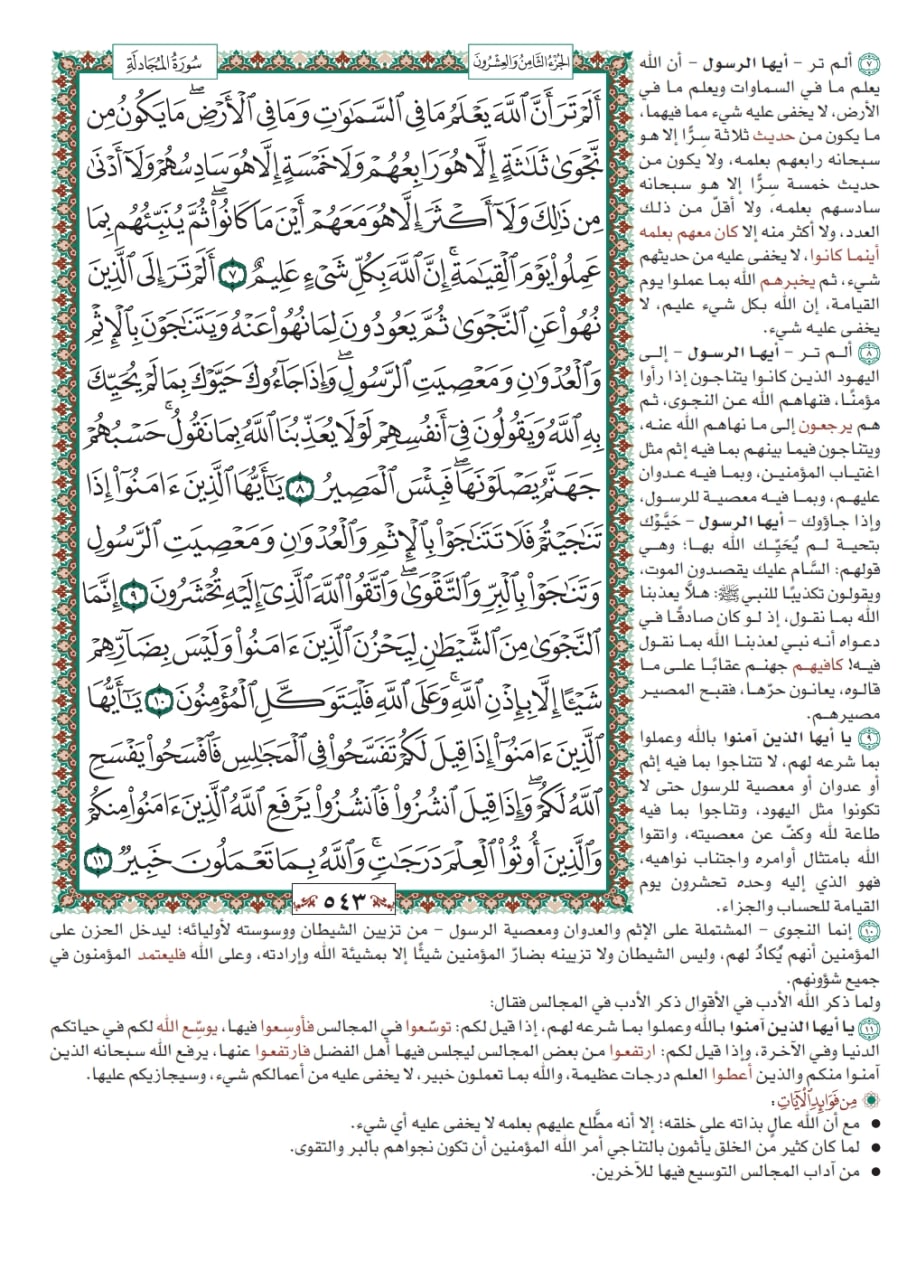 الجُزْءُ الثَّامِنُ وَالعِشْرُونَ
سُورَةُ المُجَادلَةِ
أَلَمْ تَرَ أَنَّ ٱللَّهَ يَعْلَمُ مَا فِي ٱلسَّمَٰوَٰتِ وَمَا فِي ٱلْأَرْضِۖ مَا يَكُونُ مِن
نَّجْوَىٰ ثَلَٰثَةٍ إِلَّا هُوَ رَابِعُهُمْ وَلَا خَمْسَةٍ إِلَّا هُوَ سَادِسُهُمْ وَلَآ أَدْنَىٰ
مِن ذَٰلِكَ وَلَآ أَكْثَرَ إِلَّا هُوَ مَعَهُمْ أَيْنَ مَا كَانُواْۖ ثُمَّ يُنَبِّئُهُم بِمَا
عَمِلُواْ يَوْمَ ٱلْقِيَٰمَةِۚ إِنَّ ٱللَّهَ بِكُلِّ شَيْءٍ عَلِيمٌ ٧ أَلَمْ تَرَ إِلَى ٱلَّذِينَ
نُهُواْ عَنِ ٱلنَّجْوَىٰ ثُمَّ يَعُودُونَ لِمَا نُهُواْ عَنْهُ وَيَتَنَٰجَوْنَ بِٱلْإِثْمِ
وَٱلْعُدْوَٰنِ وَمَعْصِيَتِ ٱلرَّسُولِۖ وَإِذَا جَآءُوكَ حَيَّوْكَ بِمَا لَمْ يُحَيِّكَ
بِهِ ٱللَّهُ وَيَقُولُونَ فِيٓ أَنفُسِهِمْ لَوْلَا يُعَذِّبُنَا ٱللَّهُ بِمَا نَقُولُۚ حَسْبُهُمْ
جَهَنَّمُ يَصْلَوْنَهَاۖ فَبِئْسَ ٱلْمَصِيرُ ٨ يَٰٓأَيُّهَا ٱلَّذِينَ ءَامَنُوٓاْ إِذَا
تَنَٰجَيْتُمْ فَلَا تَتَنَٰجَوْاْ بِٱلْإِثْمِ وَٱلْعُدْوَٰنِ وَمَعْصِيَتِ ٱلرَّسُولِ
وَتَنَٰجَوْاْ بِٱلْبِرِّ وَٱلتَّقْوَىٰۖ وَٱتَّقُواْ ٱللَّهَ ٱلَّذِيٓ إِلَيْهِ تُحْشَرُونَ ٩ إِنَّمَا
ٱلنَّجْوَىٰ مِنَ ٱلشَّيْطَٰنِ لِيَحْزُنَ ٱلَّذِينَ ءَامَنُواْ وَلَيْسَ بِضَآرِّهِمْ
شَيْـًٔا إِلَّا بِإِذْنِ ٱللَّهِۚ وَعَلَى ٱللَّهِ فَلْيَتَوَكَّلِ ٱلْمُؤْمِنُونَ ١٠ يَٰٓأَيُّهَا
ٱلَّذِينَ ءَامَنُوٓاْ إِذَا قِيلَ لَكُمْ تَفَسَّحُواْ فِي ٱلْمَجَٰلِسِ فَٱفْسَحُواْ يَفْسَحِ
ٱللَّهُ لَكُمْۖ وَإِذَا قِيلَ ٱنشُزُواْ فَٱنشُزُواْ يَرْفَعِ ٱللَّهُ ٱلَّذِينَ ءَامَنُواْ مِنكُمْ
وَٱلَّذِينَ أُوتُواْ ٱلْعِلْمَ دَرَجَٰتٍۚ وَٱللَّهُ بِمَا تَعْمَلُونَ خَبِيرٌ ١١
٥٤٣
٧ ألم تر – أيها الرسول – أن الله
يعلم ما في السماوات ويعلم ما في
الأرض، لا يخفى عليه شيء مما فيهما،
ما يكون من حديث ثلاثة سِرًّا إلا هو
سبحانه رابعهم بعلمه، ولا يكون من
حديث خمسة سِرًّا إلا هو سبحانه
سادسهم بعلمه، ولا أقلّ من ذلك
العدد، ولا أكثر منه إلا كان معهم بعلمه
أينما كانوا، لا يخفى عليه من حديثهم
شيء، ثم يخبرهم الله بما عملوا يوم
القيامة، إن الله بكل شيء عليم، لا
يخفى عليه شيء.
٨ ألم تر – أيها الرسول – إلى
اليهود الذين كانوا يتناجون إذا رأوا
مؤمنًا، فنهاهم الله عن النجوى، ثم
هم يرجعون إلى ما نهاهم الله عنه،
ويتناجون فيما بينهم بما فيه إثم مثل
اغتياب المؤمنين، وبما فيه عدوان
عليهم، وبما فيه معصية للرسول،
وإذا جاؤوك – أيها الرسول – حَيَّوْك
بتحية لم يُحَيِّك الله بها؛ وهي
قولهم: السَّام عليك يقصدون الموت،
ويقولون تكذيبًا للنبي ﷺ: هلَّا يعذبنا
الله بما نقول، إذ لو كان صادقًا في
دعواه أنه نبي لعذبنا الله بما نقول
فيه! كافيهم جهنم عقابًا على ما
قالوه، يعانون حرّها، فقبح المصير
مصيرهم.
٩ يا أيها الذين آمنوا بالله وعملوا
بما شرعه لهم، لا تتناجوا بما فيه إثم
أو عدوان أو معصية للرسول حتى لا
تكونوا مثل اليهود، وتناجوا بما فيه
طاعة لله وكفّ عن معصيته، واتقوا
الله بامتثال أوامره واجتناب نواهيه،
فهو الذي إليه وحده تحشرون يوم
القيامة للحساب والجزاء.
١٠ إنما النجوى – المشتملة على الإثم والعدوان ومعصية الرسول – من تزيين الشيطان ووسوسته لأوليائه؛ ليدخل الحزن على
المؤمنين أنهم يُكادُ لهم، وليس الشيطان ولا تزيينه بضارّ المؤمنين شيئًا إلا بمشيئة الله وإرادته، وعلى الله فليعتمد المؤمنون في
جميع شؤونهم.
ولما ذكر الله الأدب في الأقوال ذكر الأدب في المجالس فقال:
١١ يا أيها الذين آمنوا بالله وعملوا بما شرعه لهم، إذا قيل لكم: توسّعوا في المجالس فأوسِعوا فيها، يوسِّع الله لكم في حياتكم
الدنيا وفي الآخرة، وإذا قيل لكم: ارتفعوا من بعض المجالس ليجلس فيها أهل الفضل فارتفعوا عنها، يرفع الله سبحانه الذين
آمنوا منكم والذين أعطوا العلم درجات عظيمة، والله بما تعملون خبير، لا يخفى عليه من أعمالكم شيء، وسيجازيكم عليها.
مِن فَوَائِدِ الآيَاتِ:
• مع أن الله عالٍ بذاته على خلقه؛ إلا أنه مطَّلع عليهم بعلمه لا يخفى عليه أي شيء.
• لما كان كثير من الخلق يأثمون بالتناجي أمر الله المؤمنين أن تكون نجواهم بالبر والتقوى.
• من آداب المجالس التوسيع فيها للآخرين.